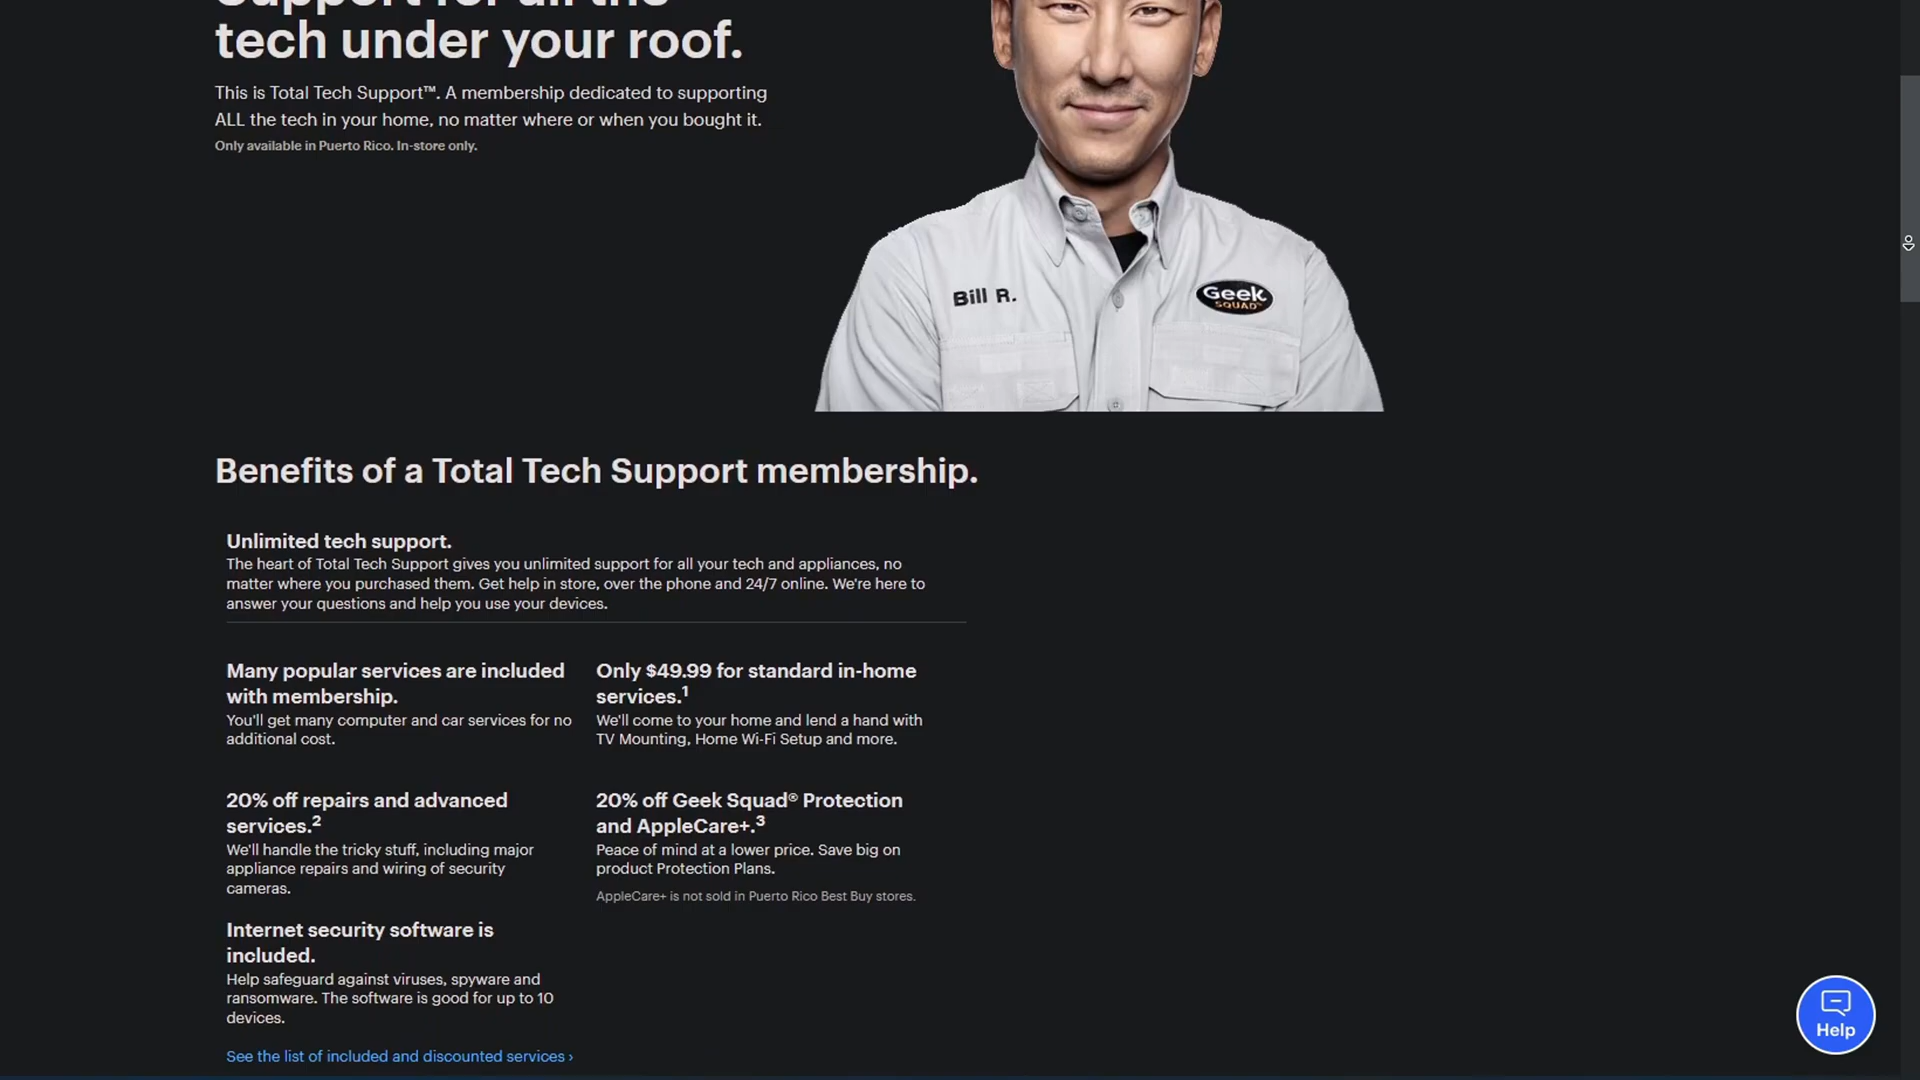 Support for all the
tech under your roof.
This is Total Tech Support™. A membership dedicated to supporting
ALL the tech in your home, no matter where or when you bought it.
Only available in Puerto Rico. In-store only.
Bill R.
Geek
SQUAD
Benefits of a Total Tech Support membership.
Unlimited tech support.
The heart of Total Tech Support gives you unlimited support for all your tech and appliances, no
matter where you purchased them. Get help in store, over the phone and 24/7 online. We're here to
answer your questions and help you use your devices.
Many popular services are included
with membership.
You'll get many computer and car services for no
additional cost.
Only $49.99 for standard in-home
services.1
We'll come to your home and lend a hand with
TV Mounting, Home Wi-Fi Setup and more.
20% off repairs and advanced
services.2
We'll handle the tricky stuff, including major
appliance repairs and wiring of security
cameras.
20% off Geek Squad® Protection
and AppleCare+.3
Peace of mind at a lower price. Save big on
product Protection Plans.
AppleCare+ is not sold in Puerto Rico Best Buy stores.
Internet security software is
included.
Help safeguard against viruses, spyware and
ransomware. The software is good for up to 10
devices.
See the list of included and discounted services ›
Help